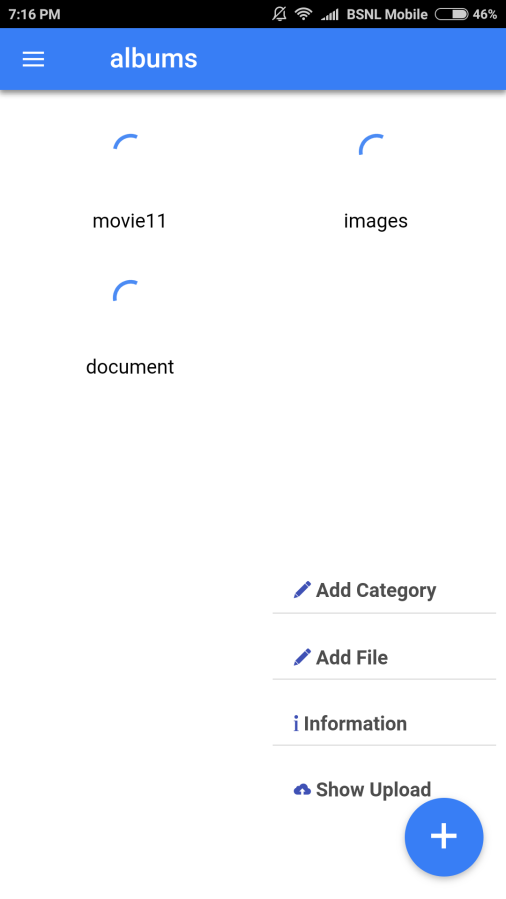 7:16 PM BSNL Mobile 46%
albums
movie11 images
document
Add Category
Add File
Information
Show Upload